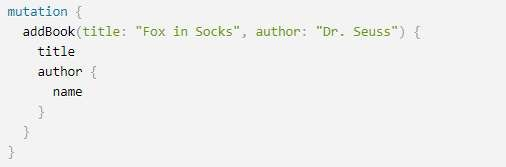 mutation {
  addBook(title: "Fox in Socks", author: "Dr. Seuss") {
    title
    author {
      name
    }
  }
}